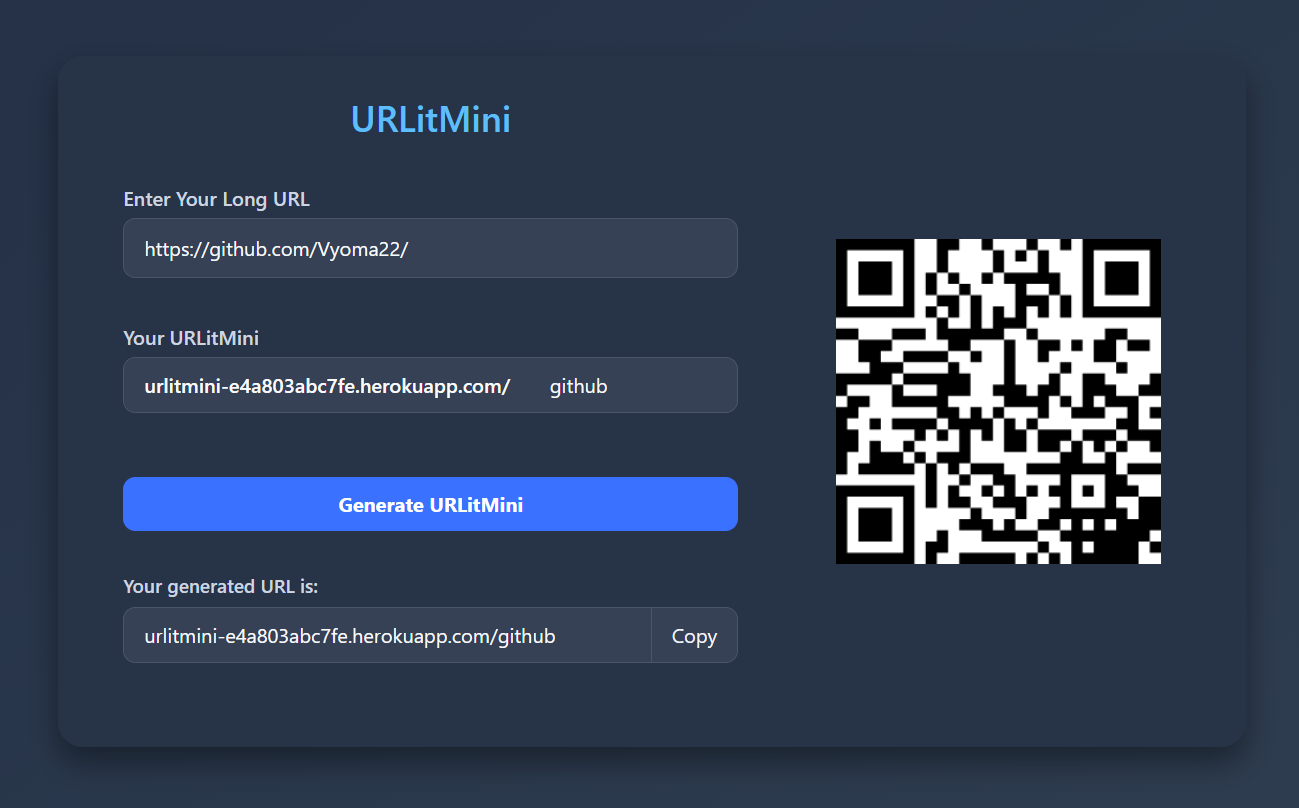 URLitMini
Enter Your Long URL
https://github.com/Vyoma22/
Your URLitMini
urlitmini-e4a803abc7fe.herokuapp.com/ github
Generate URLitMini
Your generated URL is:
urlitmini-e4a803abc7fe.herokuapp.com/github Copy